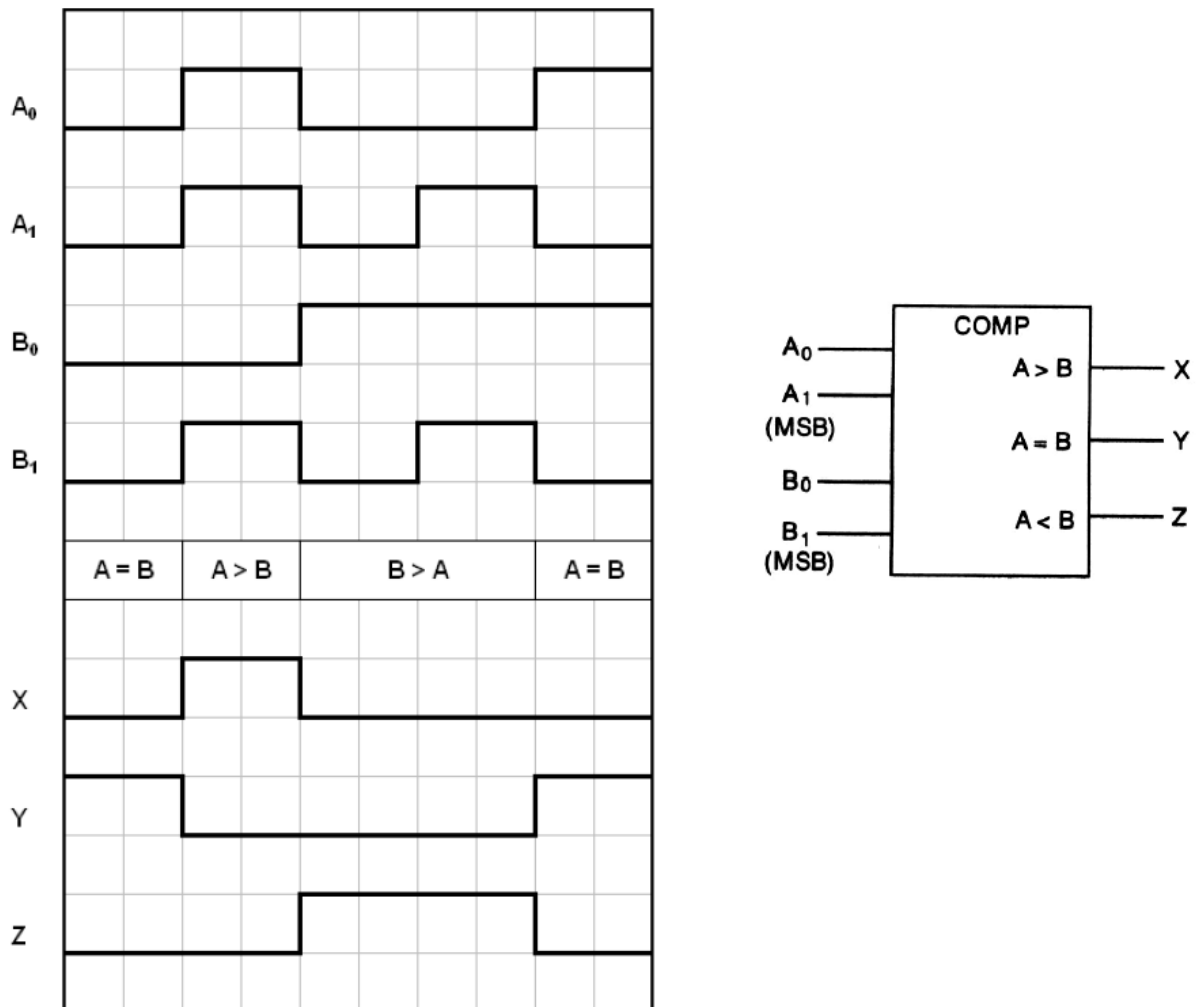 A₀
A₁
B₀
B₁
A = B A > B B > A A = B
X
Y
Z
COMP
A₀
A₁
(MSB)
B₀
B₁
(MSB)
A > B X
A = B Y
A < B Z